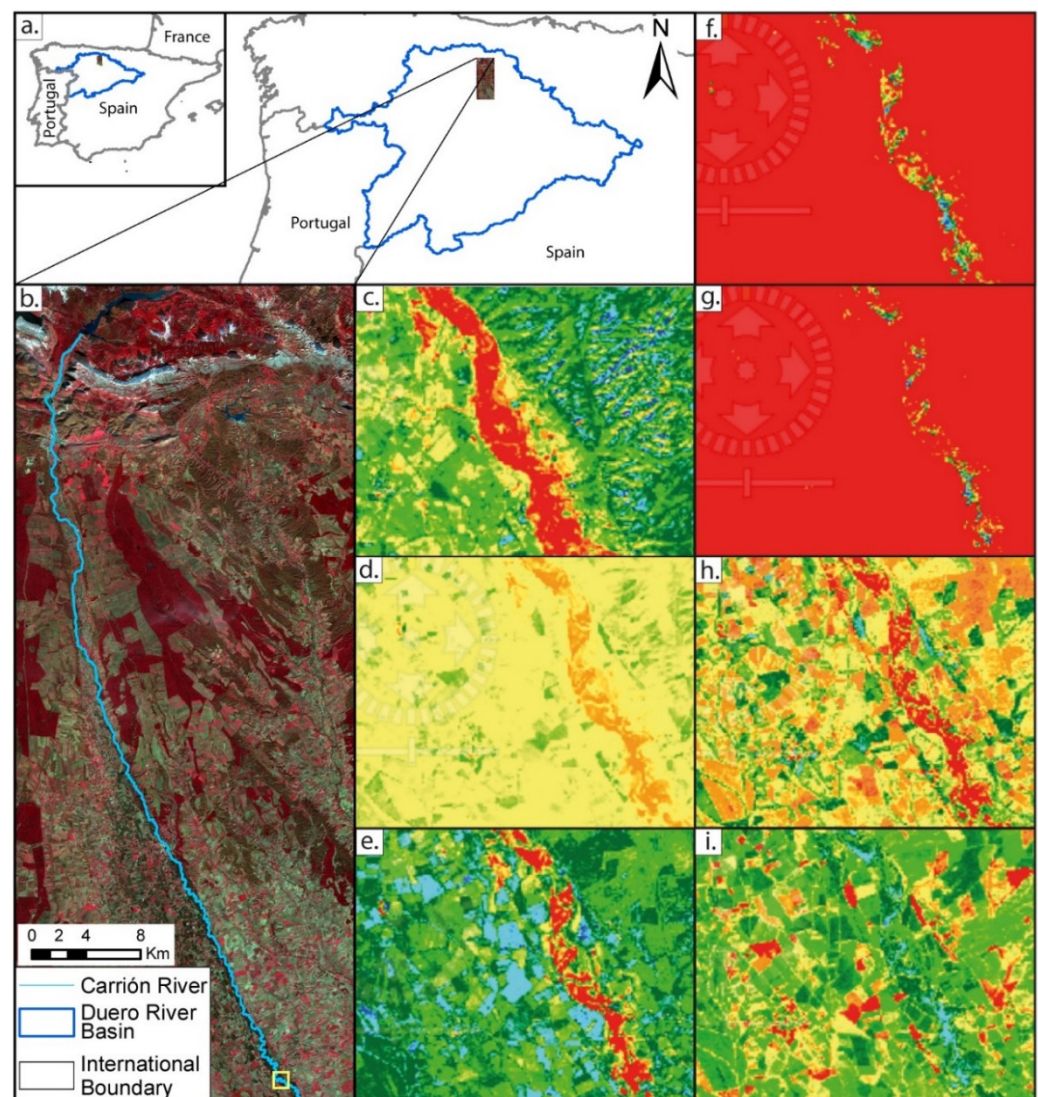 a.
France
Portugal
Spain
N
Portugal
Spain
f.
b.
c.
g.
d.
h.
e.
i.
0 2 4 8
Km
Carrión River
Duero River
Basin
International
Boundary